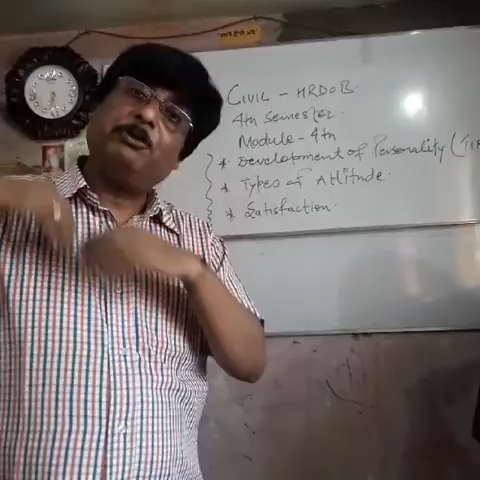 CIVIL - HRDOB.
4th Semester.
Module - 4th
* Development of Personality (
* Types of Attitude.
* Satisfaction.